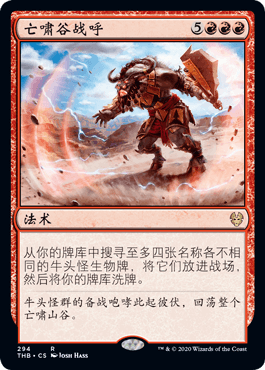 亡啸谷战呼 5
法术
从你的牌库中搜寻至多四张名称各不相
同的牛头怪生物牌，将它们放进战场，
然后将你的牌库洗牌。
牛头怪群的备战咆哮此起彼伏，回荡整个
亡啸山谷。
294 R
THB • CS Josh Hass
™ & © 2020 Wizards of the Coast